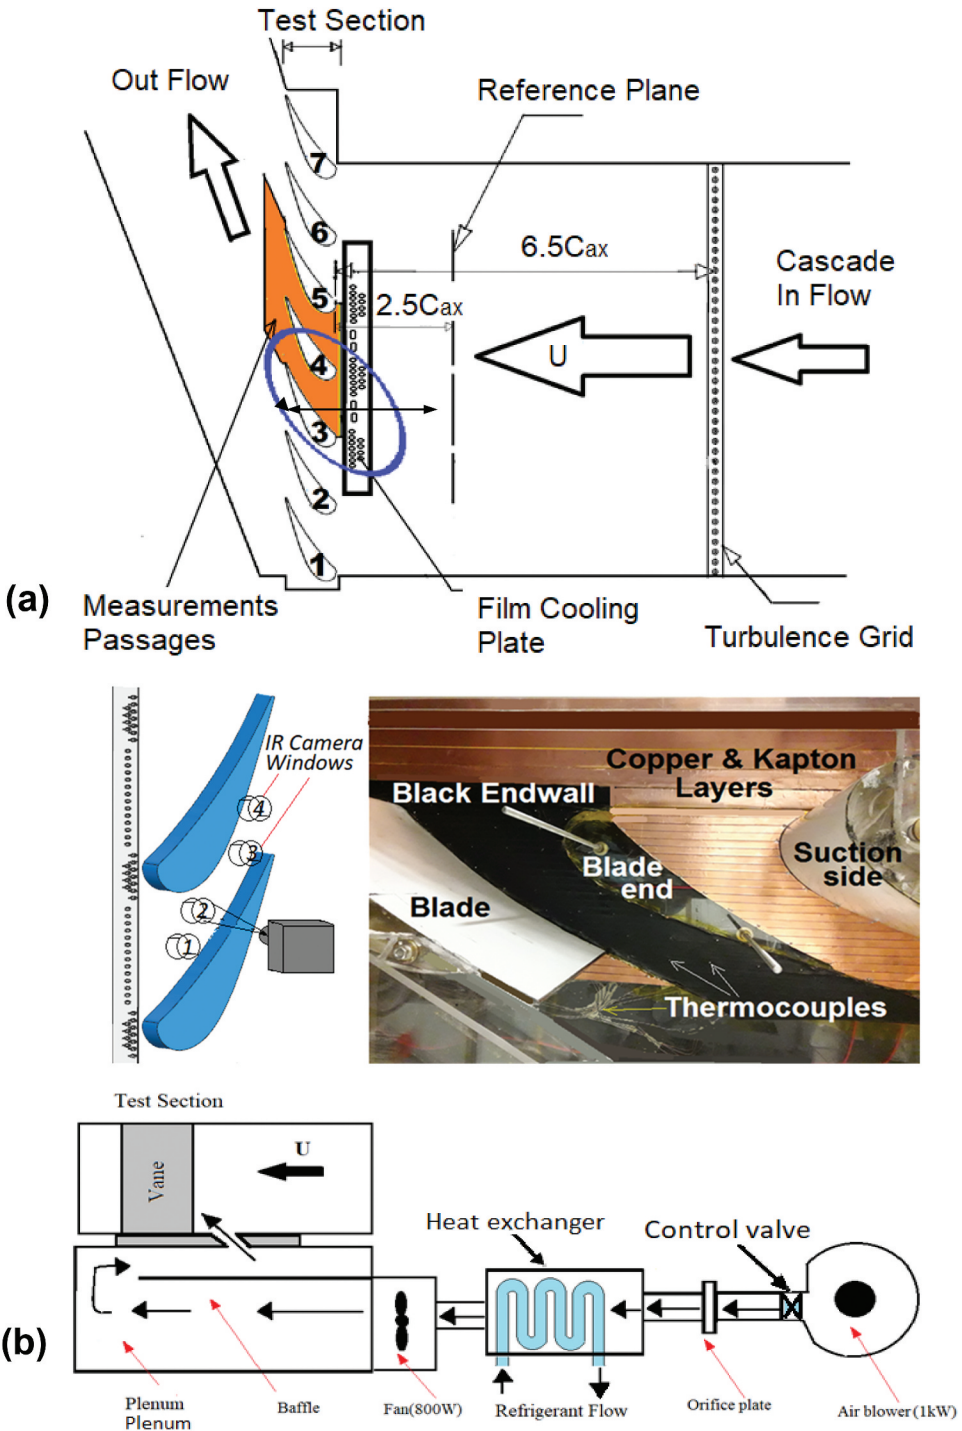 Test Section
Out Flow
Reference Plane
7
6
6.5Cax
Cascade
In Flow
5
2.5Cax
U
4
3
2
1
(a)
Measurements
Passages
Film Cooling
Plate
Turbulence Grid
IR Camera
Windows
4
3
2
1
Copper & Kapton
Layers
Black Endwall
Blade
end
Suction
side
Blade
Thermocouples
Test Section
U
Vane
Heat exchanger
Control valve
(b)
Plenum
Plenum
Baffle
Fan(800W)
Refrigerant Flow
Orifice plate
Air blower(1kW)